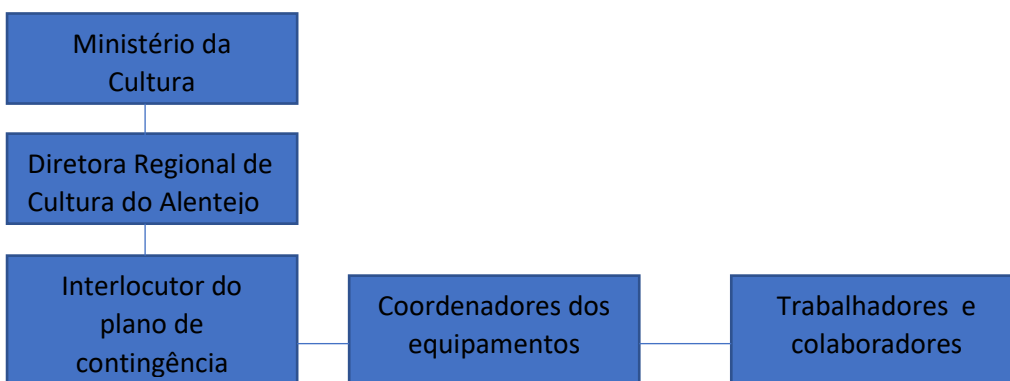 Ministério da
Cultura
Diretora Regional de
Cultura do Alentejo
Interlocutor do
plano de
contingência
Coordenadores dos
equipamentos
Trabalhadores e
colaboradores